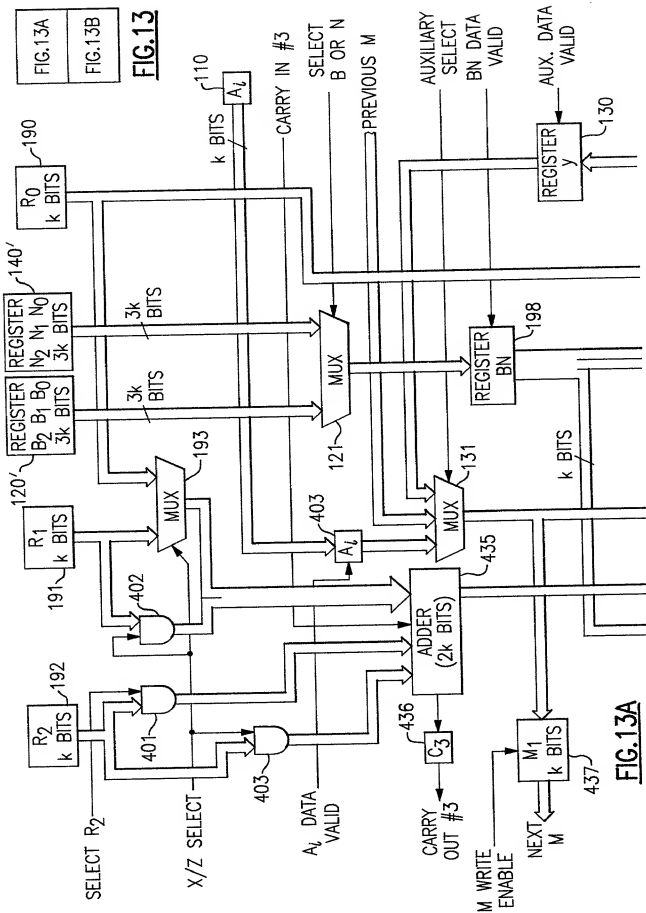 FIG.13A
FIG.13B
FIG.13
R2
k BITS
192
R1
k BITS
191
REGISTER
B2 B1 B0
3k BITS
120'
REGISTER
N2 N1 N0
3k BITS
140'
R0
k BITS
190
110
Ai
k BITS
SELECT R2
X/Z SELECT
401
402
403
MUX
193
3k
BITS
3k
BITS
CARRY IN #3
SELECT
B OR N
MUX
121
PREVIOUS M
Ai DATA
VALID
403
Ai
AUXILIARY
SELECT
BN DATA
VALID
AUX. DATA
VALID
ADDER
(2k BITS)
435
436
C3
CARRY
OUT #3
MUX
131
REGISTER
BN
198
REGISTER
y
130
M WRITE
ENABLE
M1
k BITS
437
NEXT
M
k BITS
FIG.13A